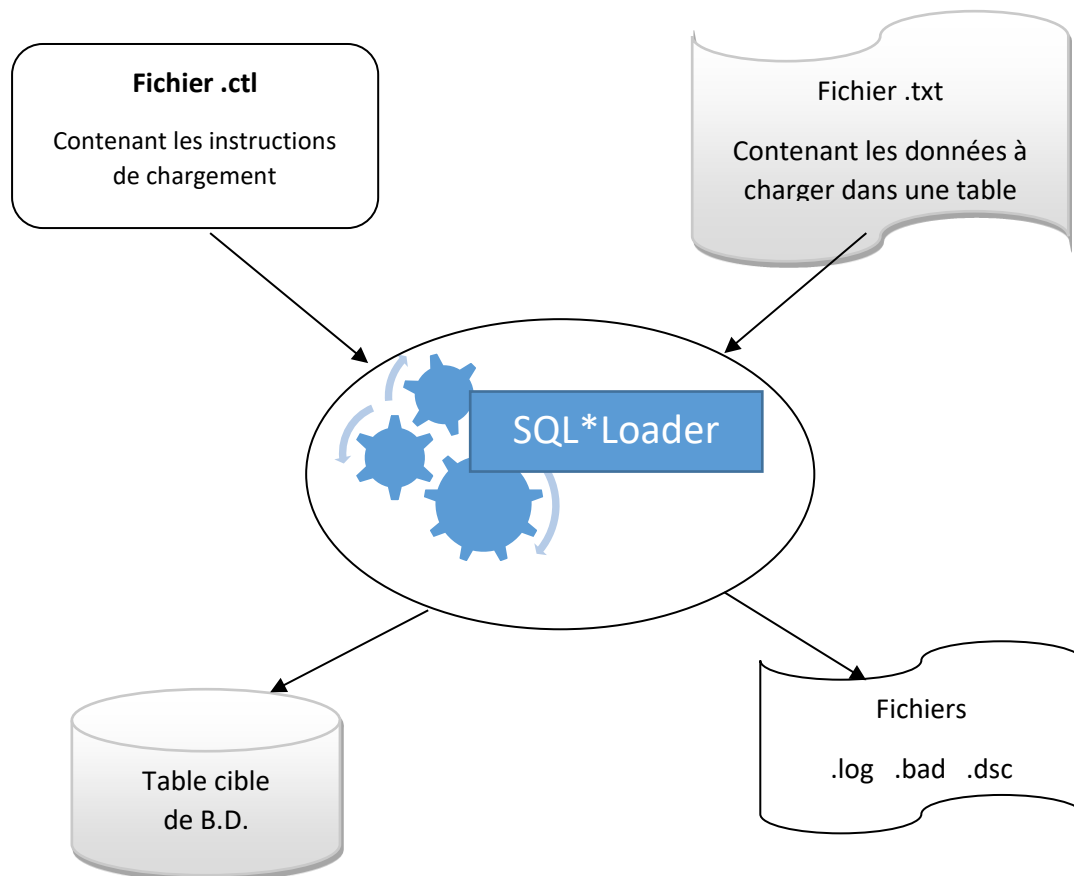 Fichier .ctl
Contenant les instructions
de chargement
Fichier .txt
Contenant les données à
charger dans une table
SQL*Loader
Table cible
de B.D.
Fichiers
.log .bad .dsc